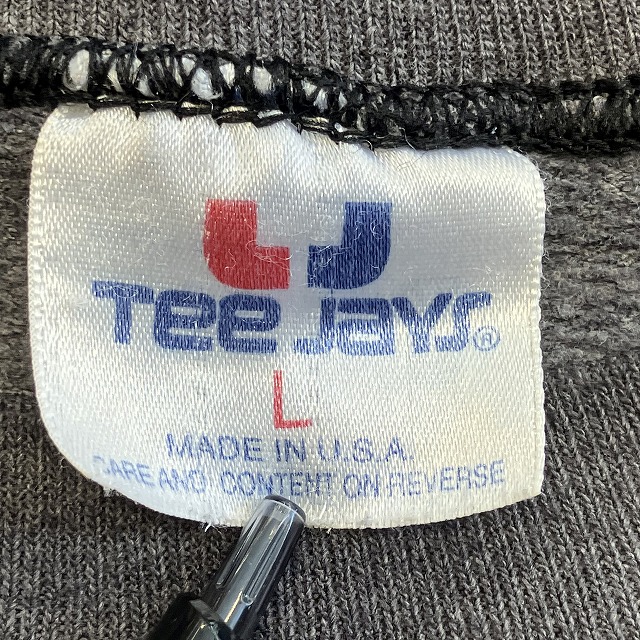 Tee Jays®
L
MADE IN U.S.A.
CARE AND CONTENT ON REVERSE